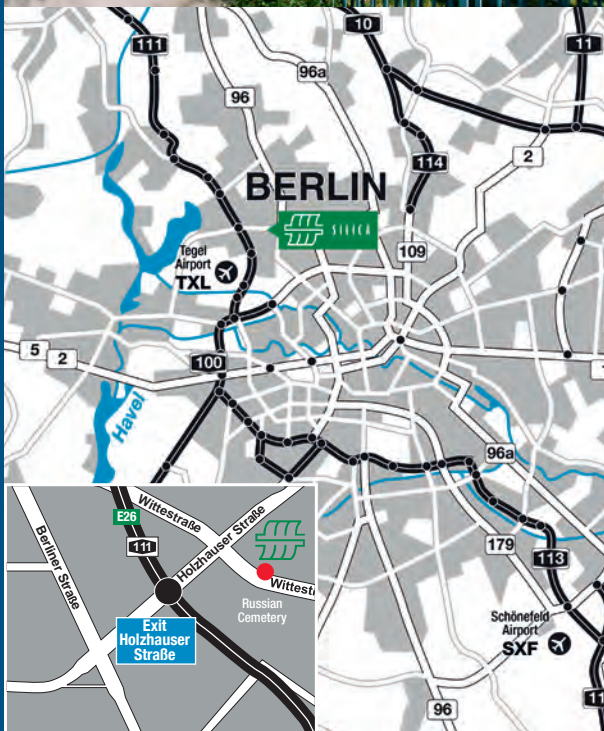 111
10
11
96a
96
2
114
BERLIN
SILICA
109
Tegel
Airport
TXL
5
2
100
Havel
96a
179
113
Schönefeld
Airport
SXF
96
E26
111
Wittestraße
Holzhauser Straße
Berliner Straße
Russian
Cemetery
Exit
Holzhauser
Straße